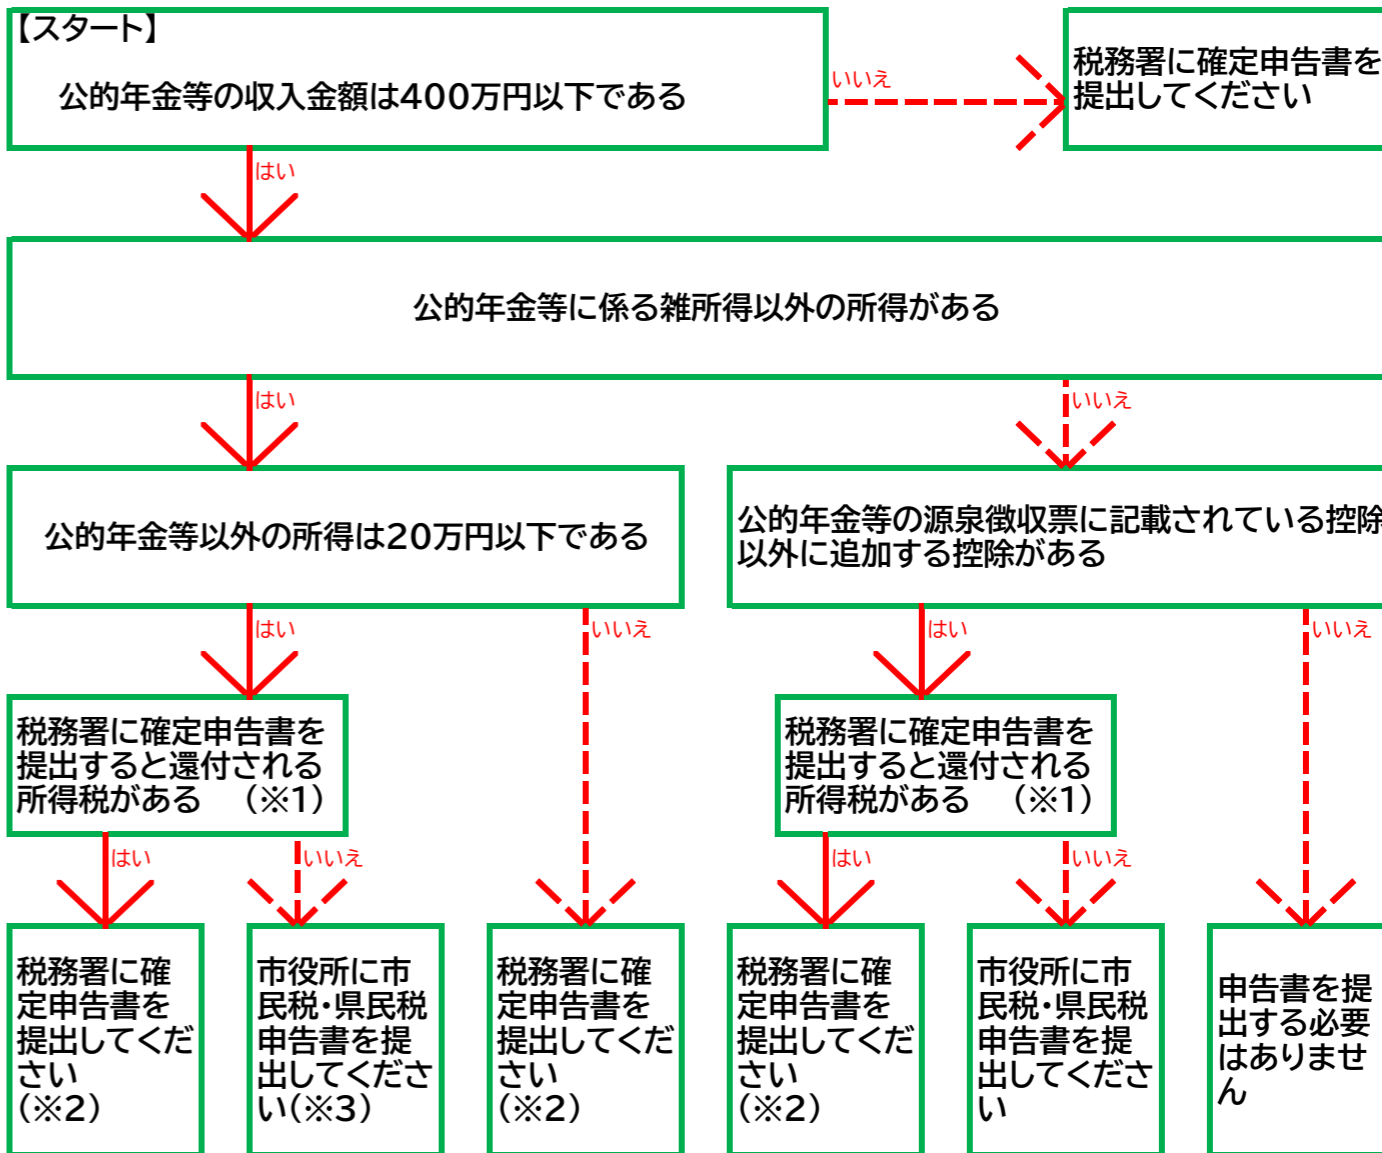 【スタート】
公的年金等の収入金額は400万円以下である
いいえ
税務署に確定申告書を
提出してください
はい
公的年金等に係る雑所得以外の所得がある
はい
いいえ
公的年金等以外の所得は20万円以下である
公的年金等の源泉徴収票に記載されている控除
以外に追加する控除がある
はい
いいえ
はい
いいえ
税務署に確定申告書を
提出すると還付される
所得税がある　（※1）
税務署に確定申告書を
提出すると還付される
所得税がある　（※1）
はい
いいえ
はい
いいえ
税務署に確
定申告書を
提出してくだ
さい
（※2）
市役所に市
民税・県民税
申告書を提
出してくださ
い（※3）
税務署に確
定申告書を
提出してくだ
さい
（※2）
税務署に確
定申告書を
提出してくだ
さい
（※2）
市役所に市
民税・県民税
申告書を提
出してくださ
い
申告書を提
出する必要
はありませ
ん